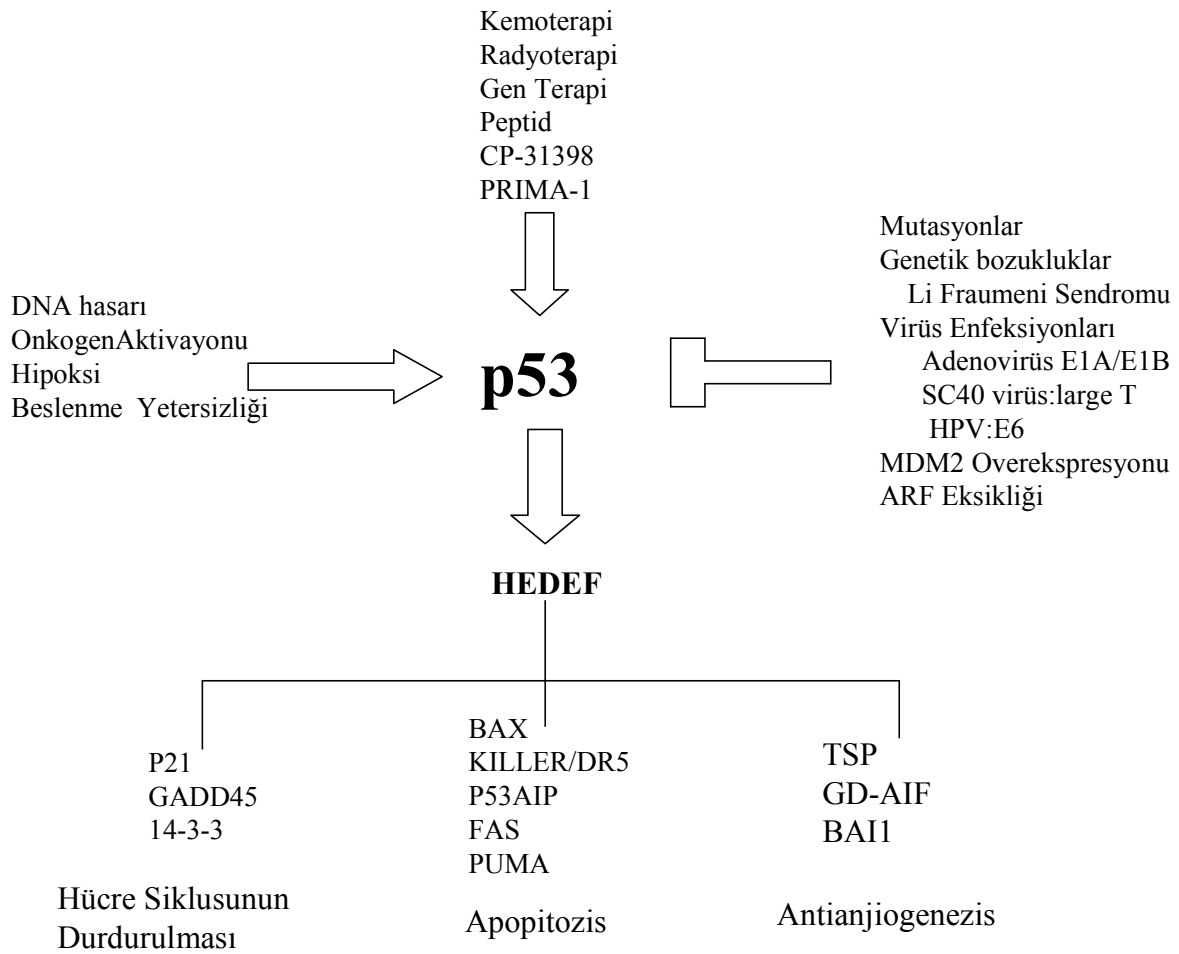 Kemoterapi
Radyoterapi
Gen Terapi
Peptid
CP-31398
PRIMA-1
DNA hasarı
OnkogenAktivayonu
Hipoksi
Beslenme Yetersizliği
p53
Mutasyonlar
Genetik bozukluklar
Li Fraumeni Sendromu
Virüs Enfeksiyonları
Adenovirüs E1A/E1B
SC40 virüs:large T
HPV:E6
MDM2 Overekspresyonu
ARF Eksikliği
HEDEF
P21
GADD45
14-3-3
Hücre Siklusunun
Durdurulması
BAX
KILLER/DR5
P53AIP
FAS
PUMA
Apopitozis
TSP
GD-AIF
BAI1
Antianjiogenezis